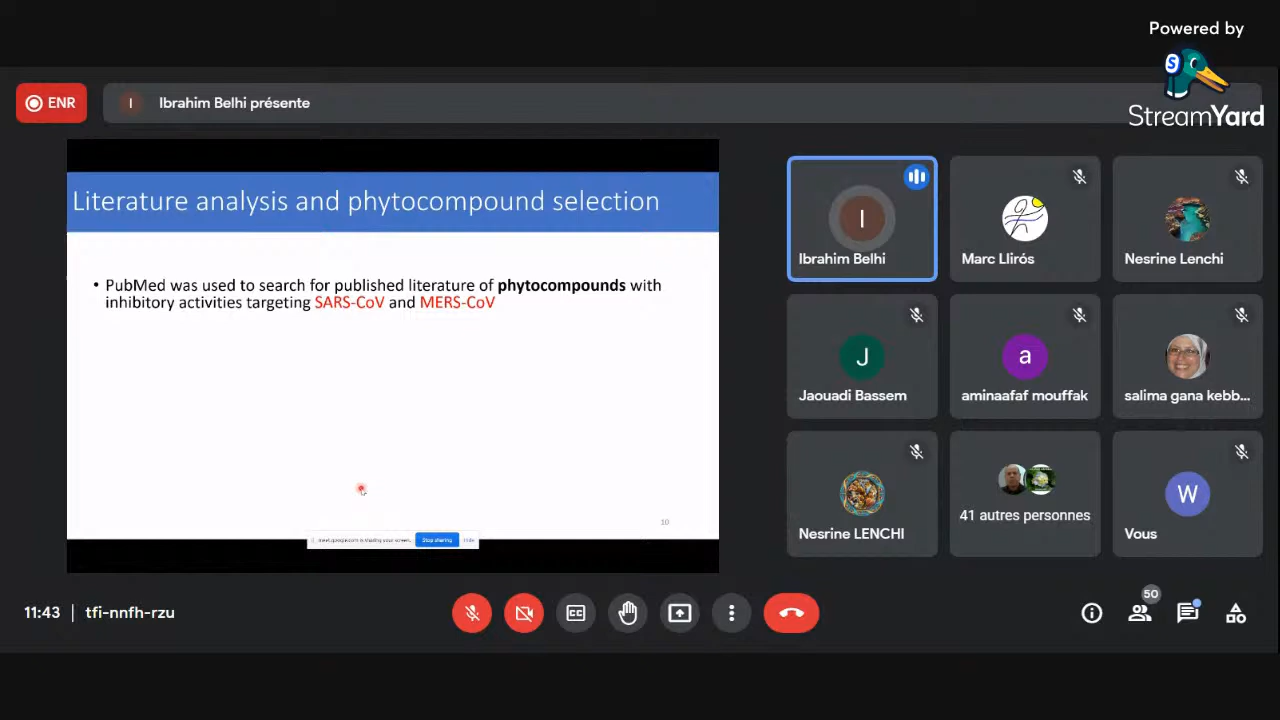 Powered by
StreamYard
ENR
I
Ibrahim Belhi présente
Literature analysis and phytocompound selection
• PubMed was used to search for published literature of phytocompounds with
inhibitory activities targeting SARS-CoV and MERS-CoV
10
Stop sharing
Hide
I
Ibrahim Belhi
Marc Llirós
Nesrine Lenchi
J
Jaouadi Bassem
a
aminaafaf mouffak
salima gana kebb...
Nesrine LENCHI
41 autres personnes
W
Vous
11:43 | tfi-nnfh-rzu
CC
50